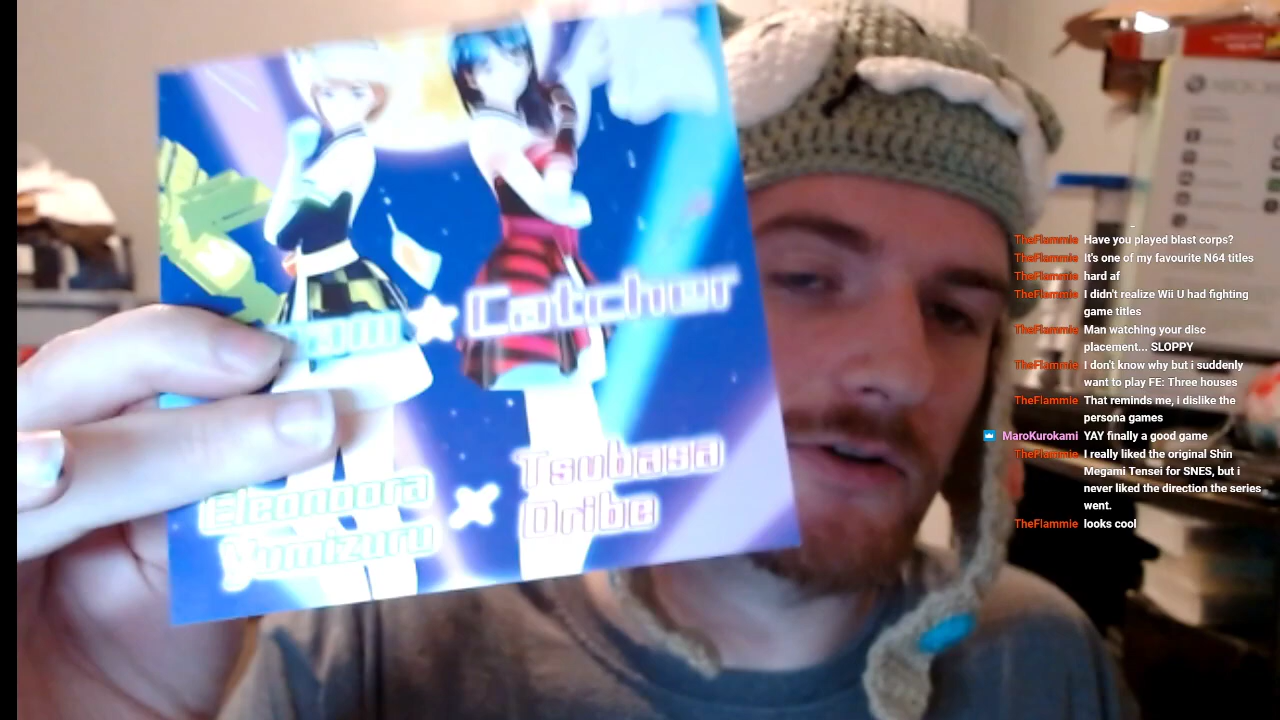 Catcher
Eleonoora
Yumizuru
×
Tsubasa
Oribe
TheFlammie Have you played blast corps?
TheFlammie It's one of my favourite N64 titles
TheFlammie hard af
TheFlammie I didn't realize Wii U had fighting
game titles
TheFlammie Man watching your disc
placement... SLOPPY
TheFlammie I don't know why but i suddenly
want to play FE: Three houses
TheFlammie That reminds me, i dislike the
persona games
MaroKurokami YAY finally a good game
TheFlammie I really liked the original Shin
Megami Tensei for SNES, but i
never liked the direction the series
went.
TheFlammie looks cool